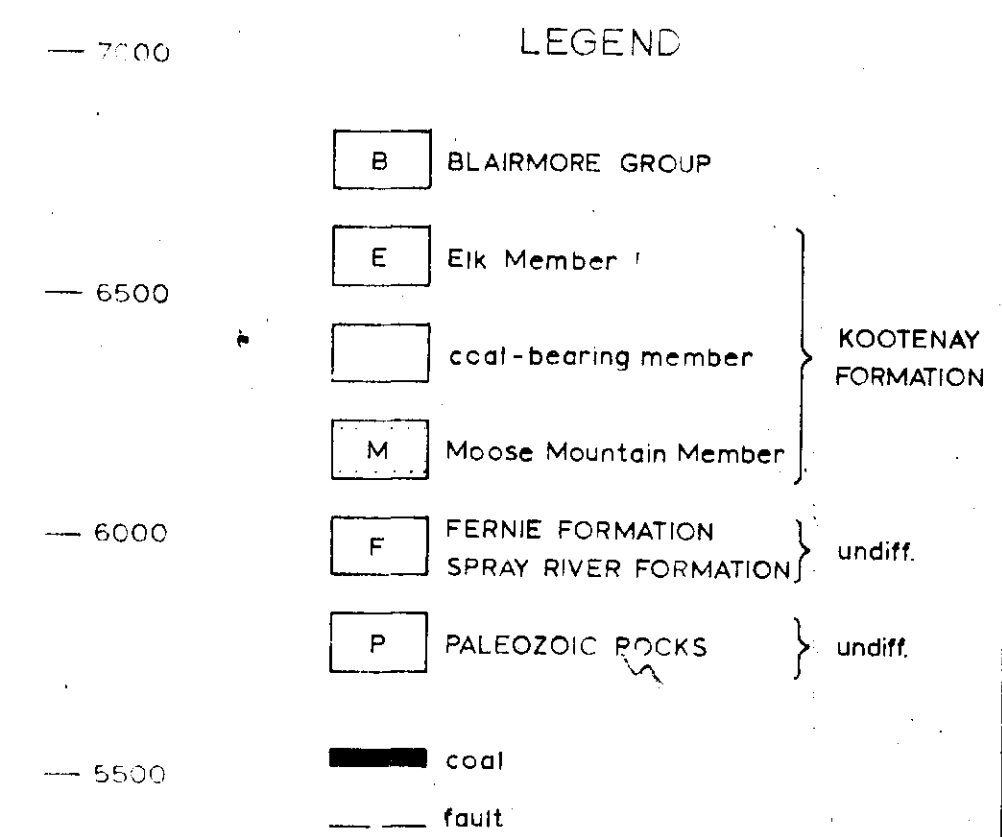 LEGEND
— 7000
B BLAIRMORE GROUP
E Elk Member
— 6500
coal-bearing member
KOOTENAY
FORMATION
M Moose Mountain Member
— 6000
F FERNIE FORMATION
SPRAY RIVER FORMATION
undiff.
P PALEOZOIC ROCKS
undiff.
coal
— 5500
fault